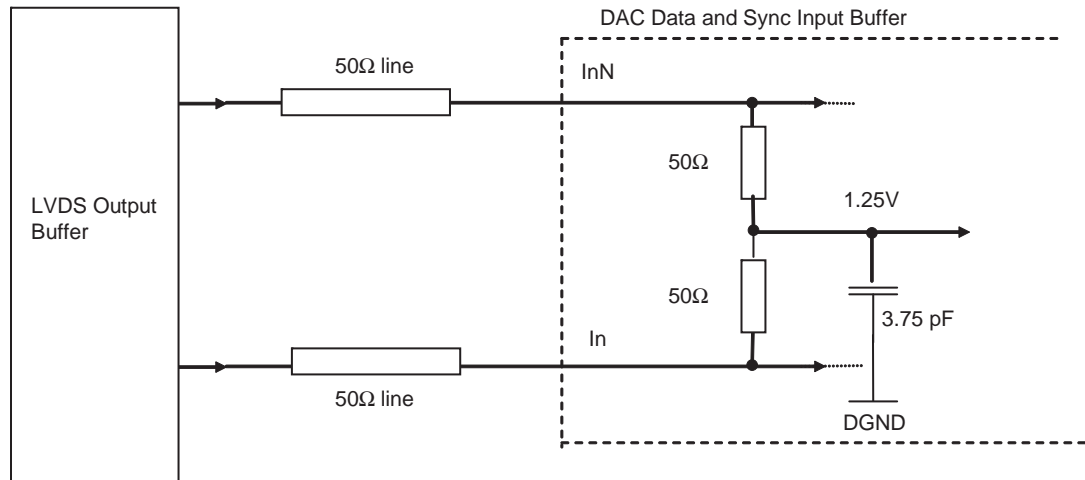 DAC Data and Sync Input Buffer
50Ω line
InN
50Ω
LVDS Output
Buffer
1.25V
50Ω
3.75 pF
In
50Ω line
DGND